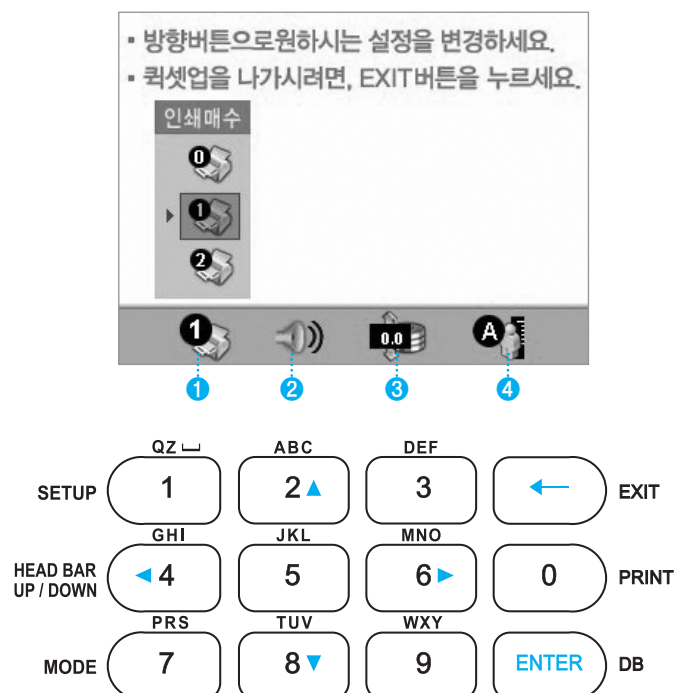 ▪ 방향버튼으로원하시는 설정을 변경하세요.
▪ 퀵셋업을 나가시려면, EXIT버튼을 누르세요.
인쇄매수
0
1
2
1 0.0 A
1 2 3 4
QZ ABC DEF
SETUP 1 2 3 EXIT
GHI JKL MNO
HEAD BAR
UP / DOWN 4 5 6 0 PRINT
PRS TUV WXY
MODE 7 8 9 ENTER DB